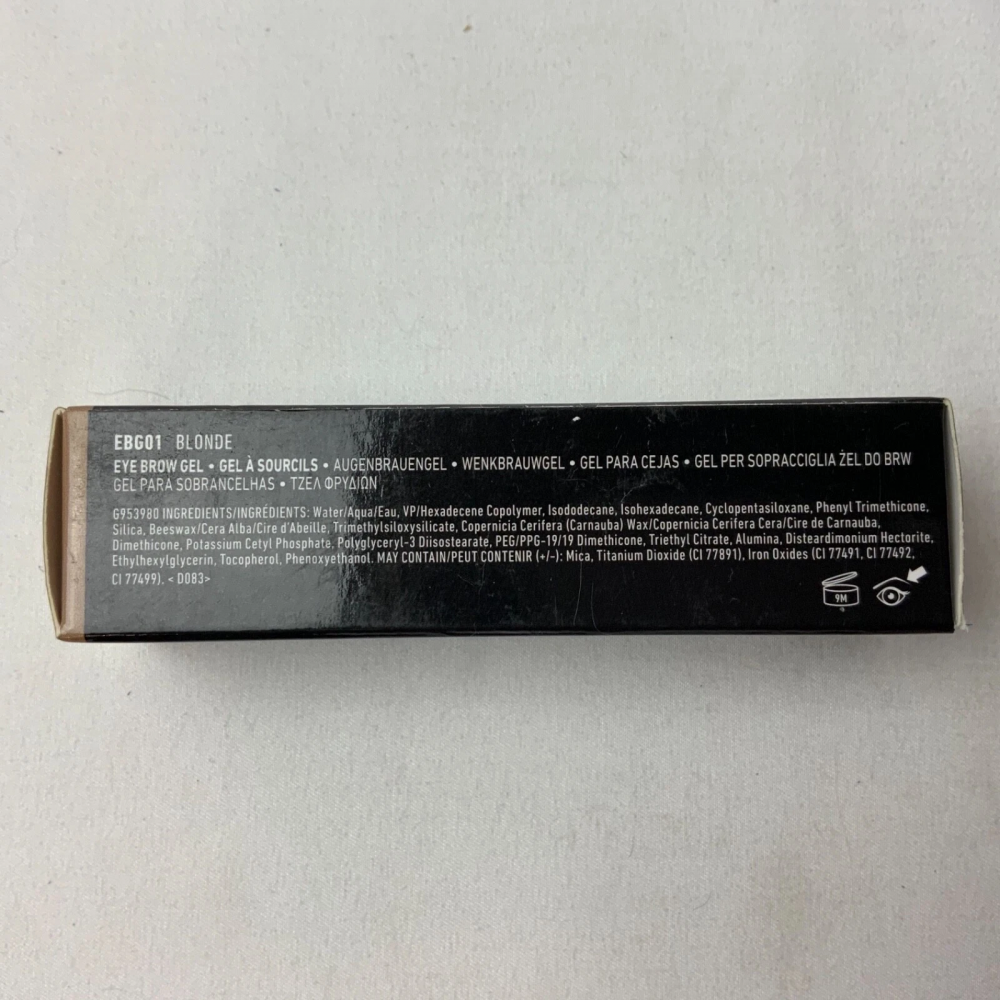 EBG01 BLONDE
EYE BROW GEL • GEL À SOURCILS • AUGENBRAUENGEL • WENKBRAUWGEL • GEL PARA CEJAS • GEL PER SOPRACCIGLIA ŻEL DO BRW
GEL PARA SOBRANCELHAS • ΤΖΕΛ ΦΡΥΔΙΩΝ
G953980 INGREDIENTS/INGRÉDIENTS: Water/Aqua/Eau, VP/Hexadecene Copolymer, Isododecane, Isohexadecane, Cyclopentasiloxane, Phenyl Trimethicone,
Silica, Beeswax/Cera Alba/Cire d'Abeille, Trimethylsiloxysilicate, Copernicia Cerifera (Carnauba) Wax/Copernicia Cerifera Cera/Cire de Carnauba,
Dimethicone, Potassium Cetyl Phosphate, Polyglyceryl-3 Diisostearate, PEG/PPG-19/19 Dimethicone, Triethyl Citrate, Alumina, Disteardimonium Hectorite,
Ethylhexylglycerin, Tocopherol, Phenoxyethanol. MAY CONTAIN/PEUT CONTENIR (+/-): Mica, Titanium Dioxide (CI 77891), Iron Oxides (CI 77491, CI 77492,
CI 77499). <D083>
9M